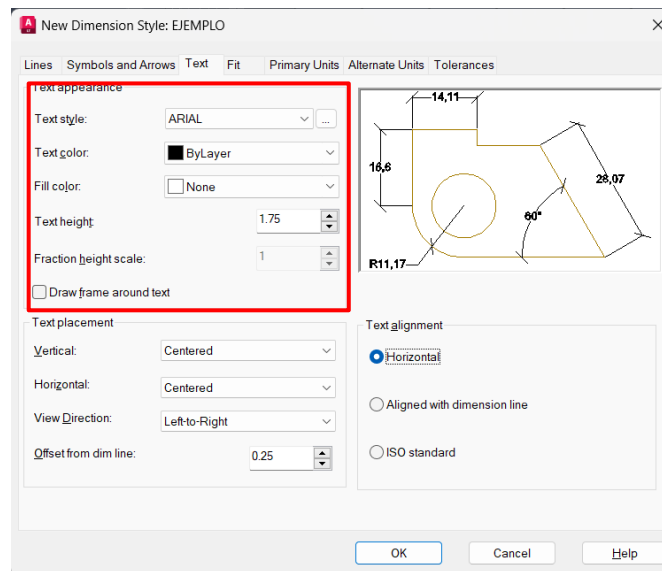 New Dimension Style: EJEMPLO
Lines Symbols and Arrows Text Fit Primary Units Alternate Units Tolerances
Text appearance
Text style: ARIAL ...
Text color: ByLayer
Fill color: None
Text height: 1.75
Fraction height scale: 1
Draw frame around text
14,11
16,6
28,07
60°
R11,17
Text placement
Vertical: Centered
Horizontal: Centered
View Direction: Left-to-Right
Offset from dim line: 0.25
Text alignment
Horizontal
Aligned with dimension line
ISO standard
OK Cancel Help